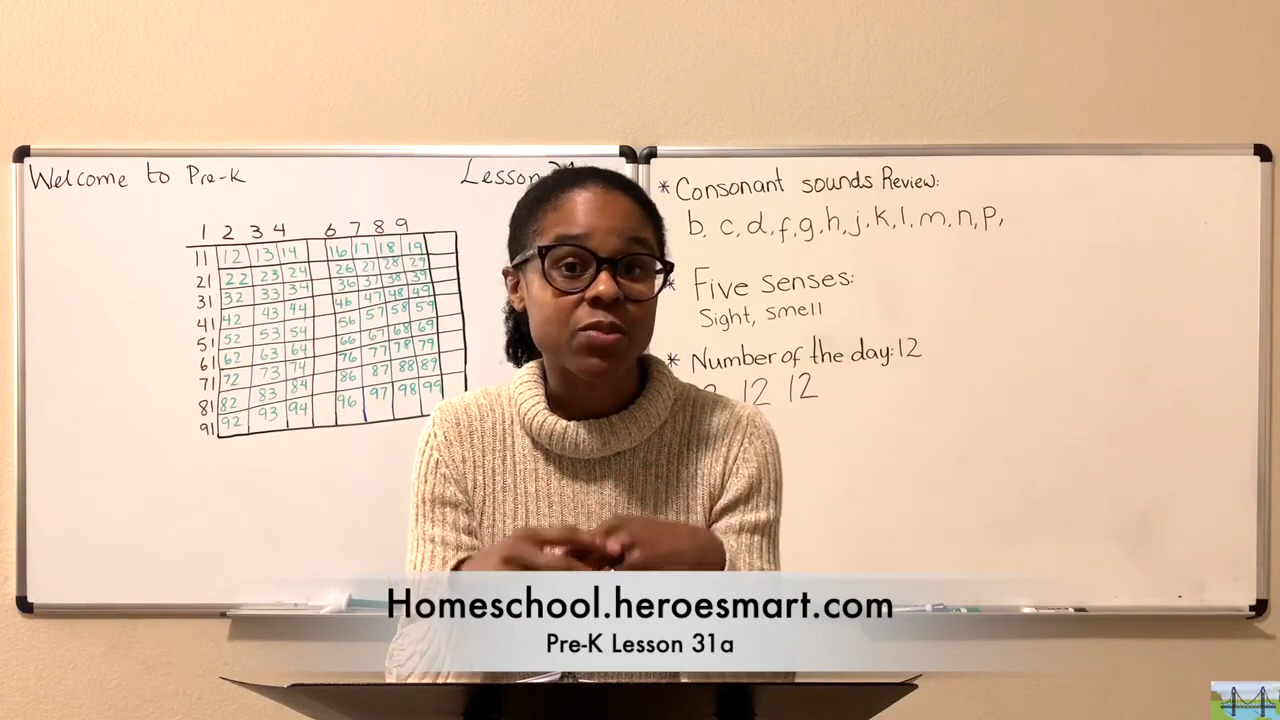 Welcome to Pre-K
Lesson
1 2 3 4 6 7 8 9
11 12 13 14 16 17 18 19
21 22 23 24 26 27 28 29
31 32 33 34 36 37 38 39
41 42 43 44 46 47 48 49
51 52 53 54 56 57 58 59
61 62 63 64 66 67 68 69
71 72 73 74 76 77 78 79
81 82 83 84 86 87 88 89
91 92 93 94 96 97 98 99
* Consonant sounds Review:
b, c, d, f, g, h, j, k, l, m, n, p,
* Five senses:
Sight, smell
* Number of the day: 12
12 12
Homeschool.heroesmart.com
Pre-K Lesson 31a